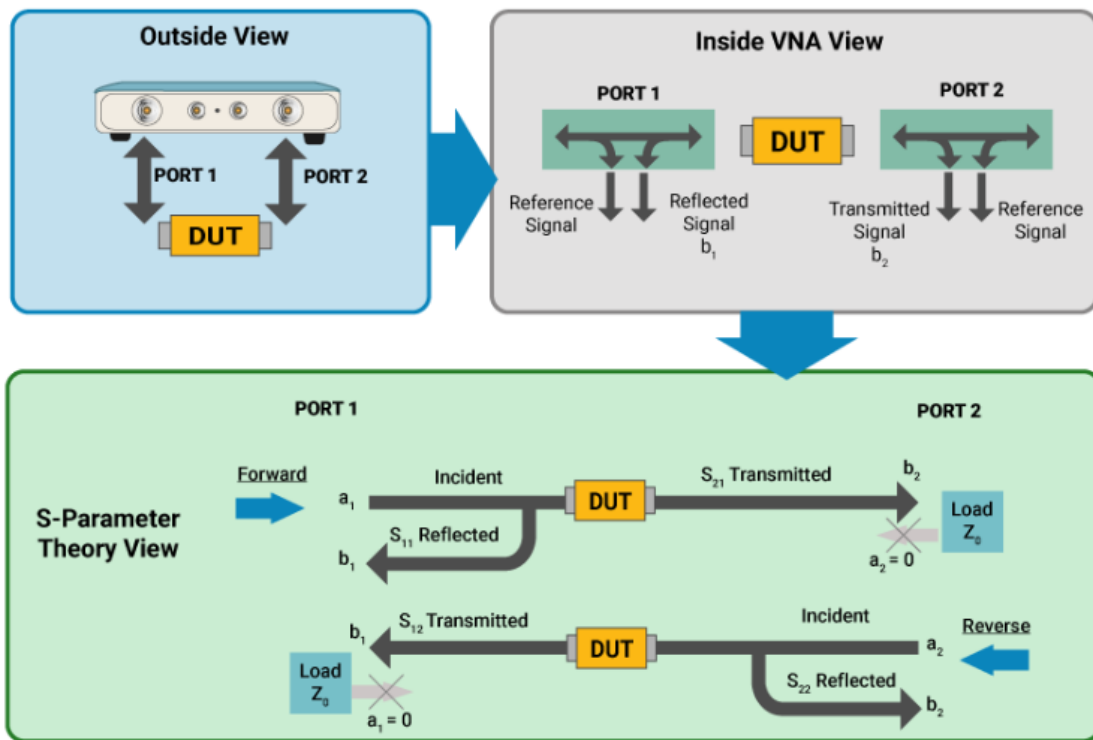 Outside View
PORT 1
PORT 2
DUT
Inside VNA View
PORT 1
PORT 2
DUT
Reference
Signal
Reflected
Signal
b₁
Transmitted
Signal
b₂
Reference
Signal
S-Parameter
Theory View
PORT 1
PORT 2
Forward
a₁
Incident
DUT
S₂₁ Transmitted
b₂
Load
Z₀
a₂ = 0
S₁₁ Reflected
b₁
b₁
S₁₂ Transmitted
DUT
Incident
a₂
Reverse
Load
Z₀
a₁ = 0
S₂₂ Reflected
b₂